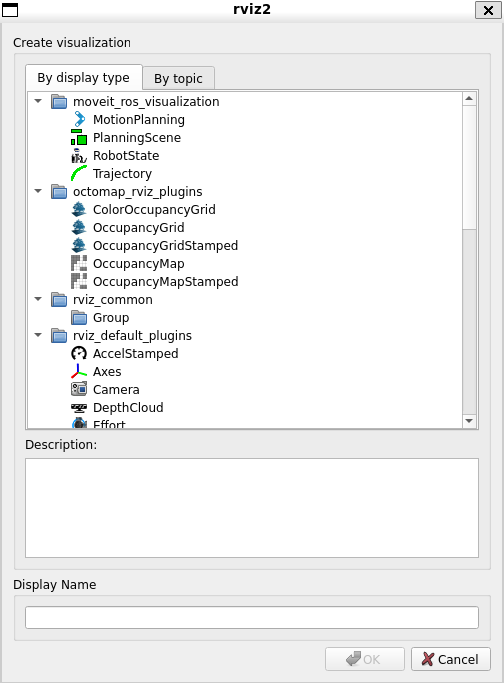 rviz2
Create visualization
By display type
By topic
moveit_ros_visualization
MotionPlanning
PlanningScene
RobotState
Trajectory
octomap_rviz_plugins
ColorOccupancyGrid
OccupancyGrid
OccupancyGridStamped
OccupancyMap
OccupancyMapStamped
rviz_common
Group
rviz_default_plugins
AccelStamped
Axes
Camera
DepthCloud
Effort
Description:
Display Name
OK
Cancel